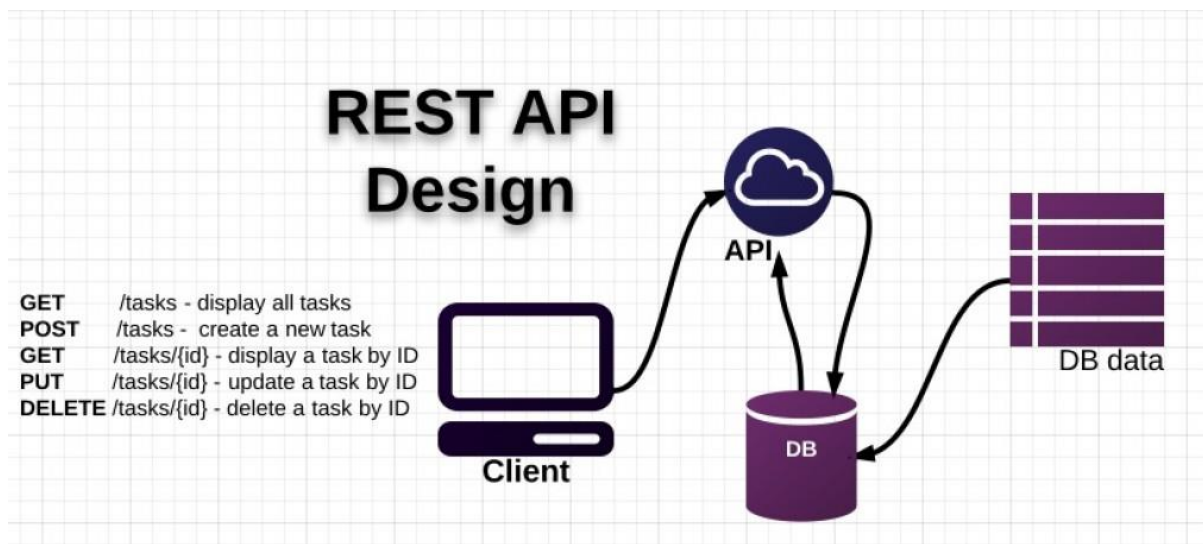 REST API
Design
GET /tasks - display all tasks
POST /tasks - create a new task
GET /tasks/{id} - display a task by ID
PUT /tasks/{id} - update a task by ID
DELETE /tasks/{id} - delete a task by ID
Client
API
DB
DB data